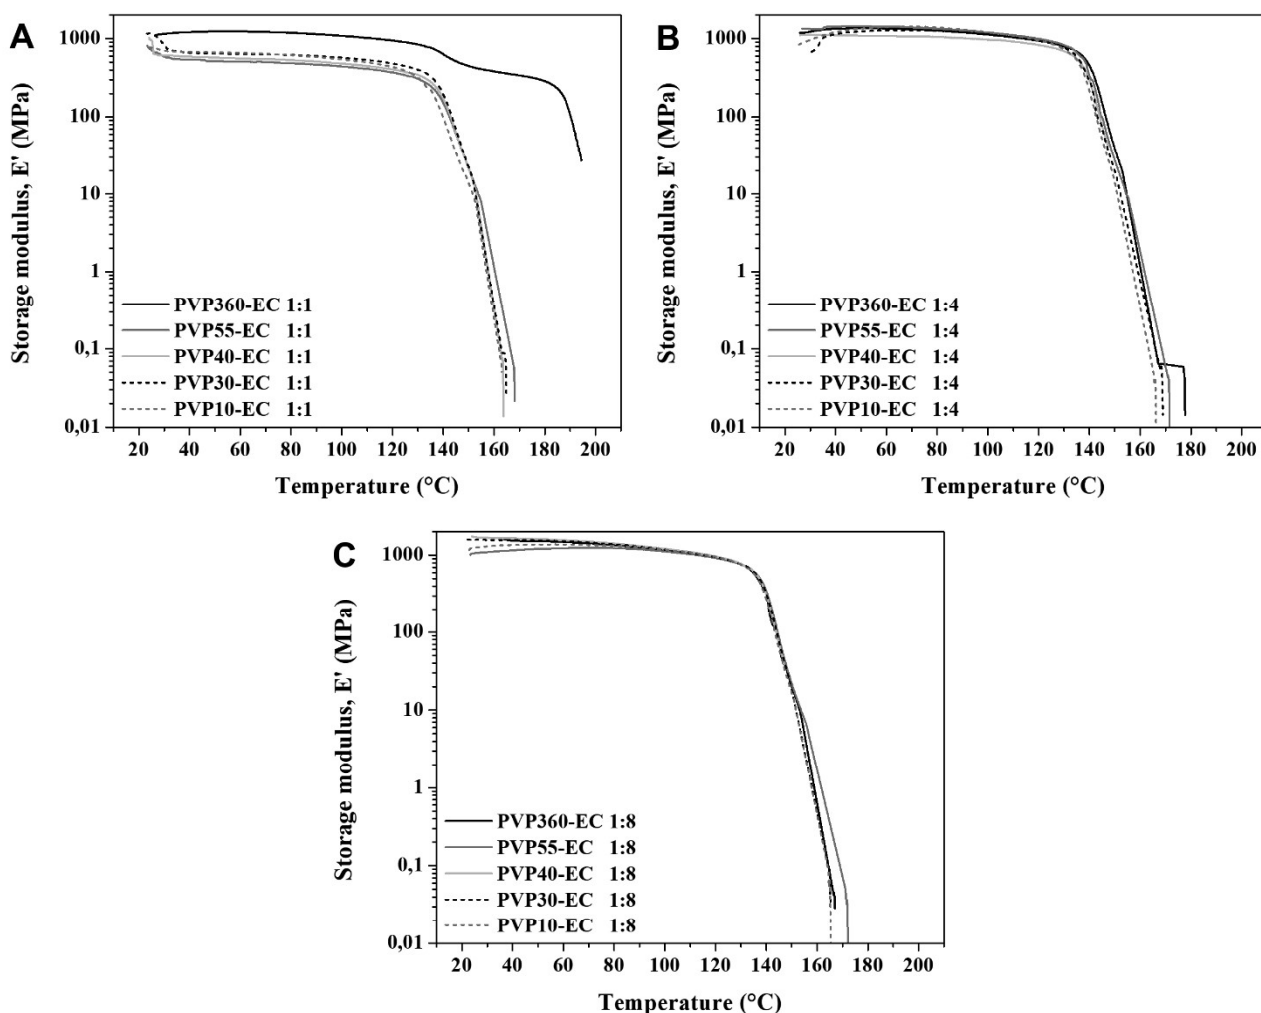 A
Storage modulus, E' (MPa)
1000
100
10
1
0,1
0,01
PVP360-EC 1:1
PVP55-EC 1:1
PVP40-EC 1:1
PVP30-EC 1:1
PVP10-EC 1:1
20 40 60 80 100 120 140 160 180 200
Temperature (°C)
B
Storage modulus, E' (MPa)
1000
100
10
1
0,1
0,01
PVP360-EC 1:4
PVP55-EC 1:4
PVP40-EC 1:4
PVP30-EC 1:4
PVP10-EC 1:4
20 40 60 80 100 120 140 160 180 200
Temperature (°C)
C
Storage modulus, E' (MPa)
1000
100
10
1
0,1
0,01
PVP360-EC 1:8
PVP55-EC 1:8
PVP40-EC 1:8
PVP30-EC 1:8
PVP10-EC 1:8
20 40 60 80 100 120 140 160 180 200
Temperature (°C)